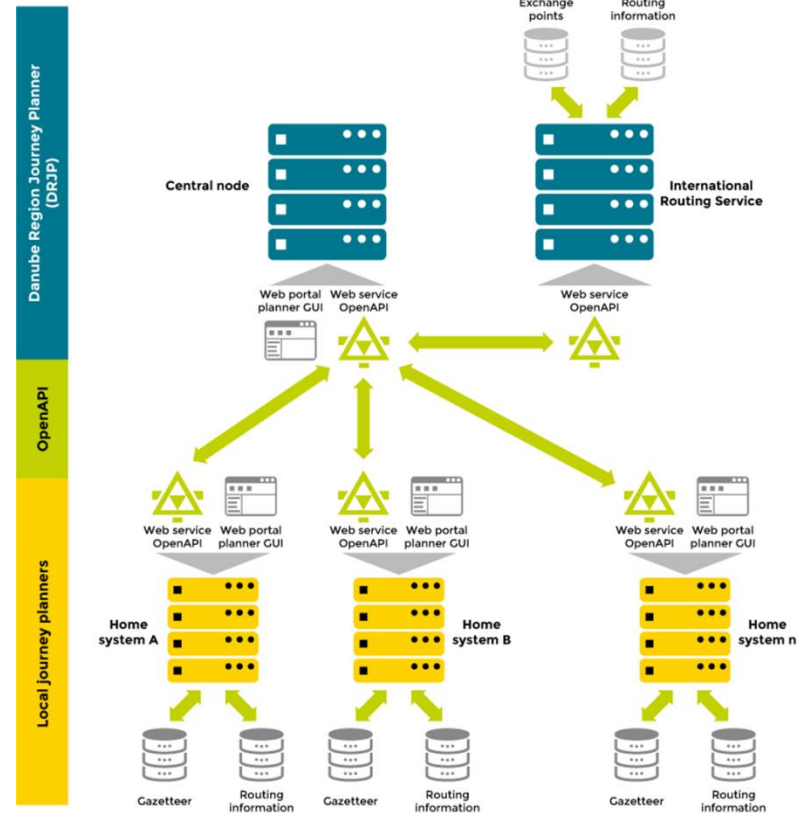 Exchange
points
Routing
information
Danube Region Journey Planner
(DRJP)
Central node
International
Routing Service
Web portal
planner GUI
Web service
OpenAPI
Web service
OpenAPI
OpenAPI
Web service
OpenAPI
Web portal
planner GUI
Web service
OpenAPI
Web portal
planner GUI
Web service
OpenAPI
Web portal
planner GUI
Local journey planners
Home
system A
Home
system B
Home
system n
Gazetteer
Routing
information
Gazetteer
Routing
information
Gazetteer
Routing
information